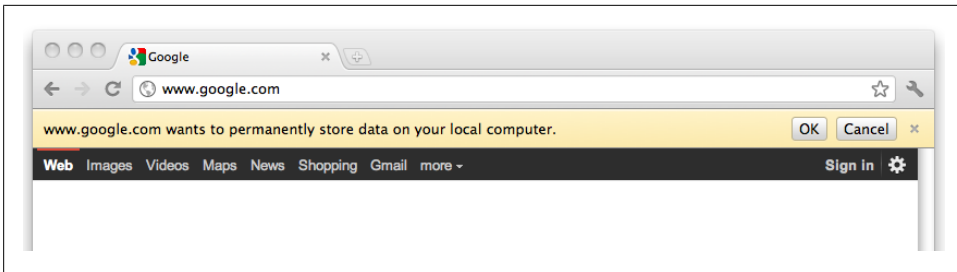 Google
www.google.com
www.google.com wants to permanently store data on your local computer. OK Cancel
Web Images Videos Maps News Shopping Gmail more Sign in